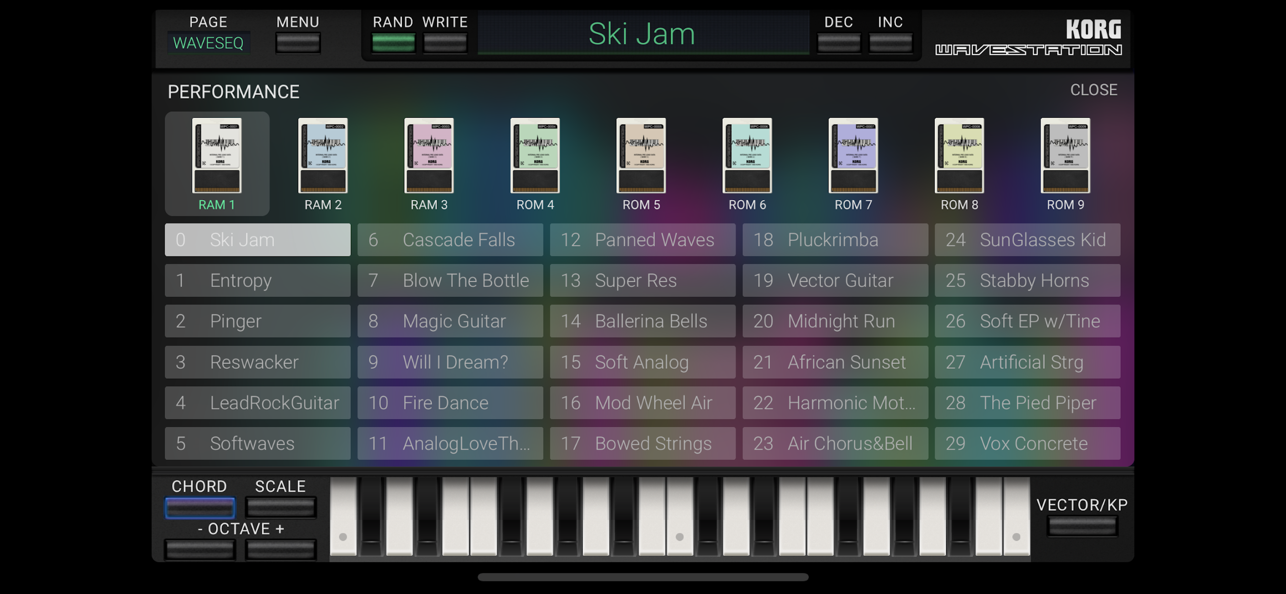 PAGE MENU RAND WRITE Ski Jam DEC INC KORG
WAVESEQ WAVESTATION
PERFORMANCE CLOSE
RAM 1 RAM 2 RAM 3 ROM 4 ROM 5 ROM 6 ROM 7 ROM 8 ROM 9
0 Ski Jam 6 Cascade Falls 12 Panned Waves 18 Pluckrimba 24 SunGlasses Kid
1 Entropy 7 Blow The Bottle 13 Super Res 19 Vector Guitar 25 Stabby Horns
2 Pinger 8 Magic Guitar 14 Ballerina Bells 20 Midnight Run 26 Soft EP w/Tine
3 Reswacker 9 Will I Dream? 15 Soft Analog 21 African Sunset 27 Artificial Strg
4 LeadRockGuitar 10 Fire Dance 16 Mod Wheel Air 22 Harmonic Mot... 28 The Pied Piper
5 Softwaves 11 AnalogLoveTh... 17 Bowed Strings 23 Air Chorus&Bell 29 Vox Concrete
CHORD SCALE
- OCTAVE +
VECTOR/KP